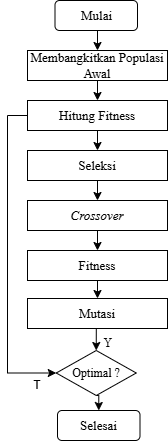 Mulai
Membangkitkan Populasi
Awal
Hitung Fitness
Seleksi
Crossover
Fitness
Mutasi
Y
Optimal ?
T
Selesai